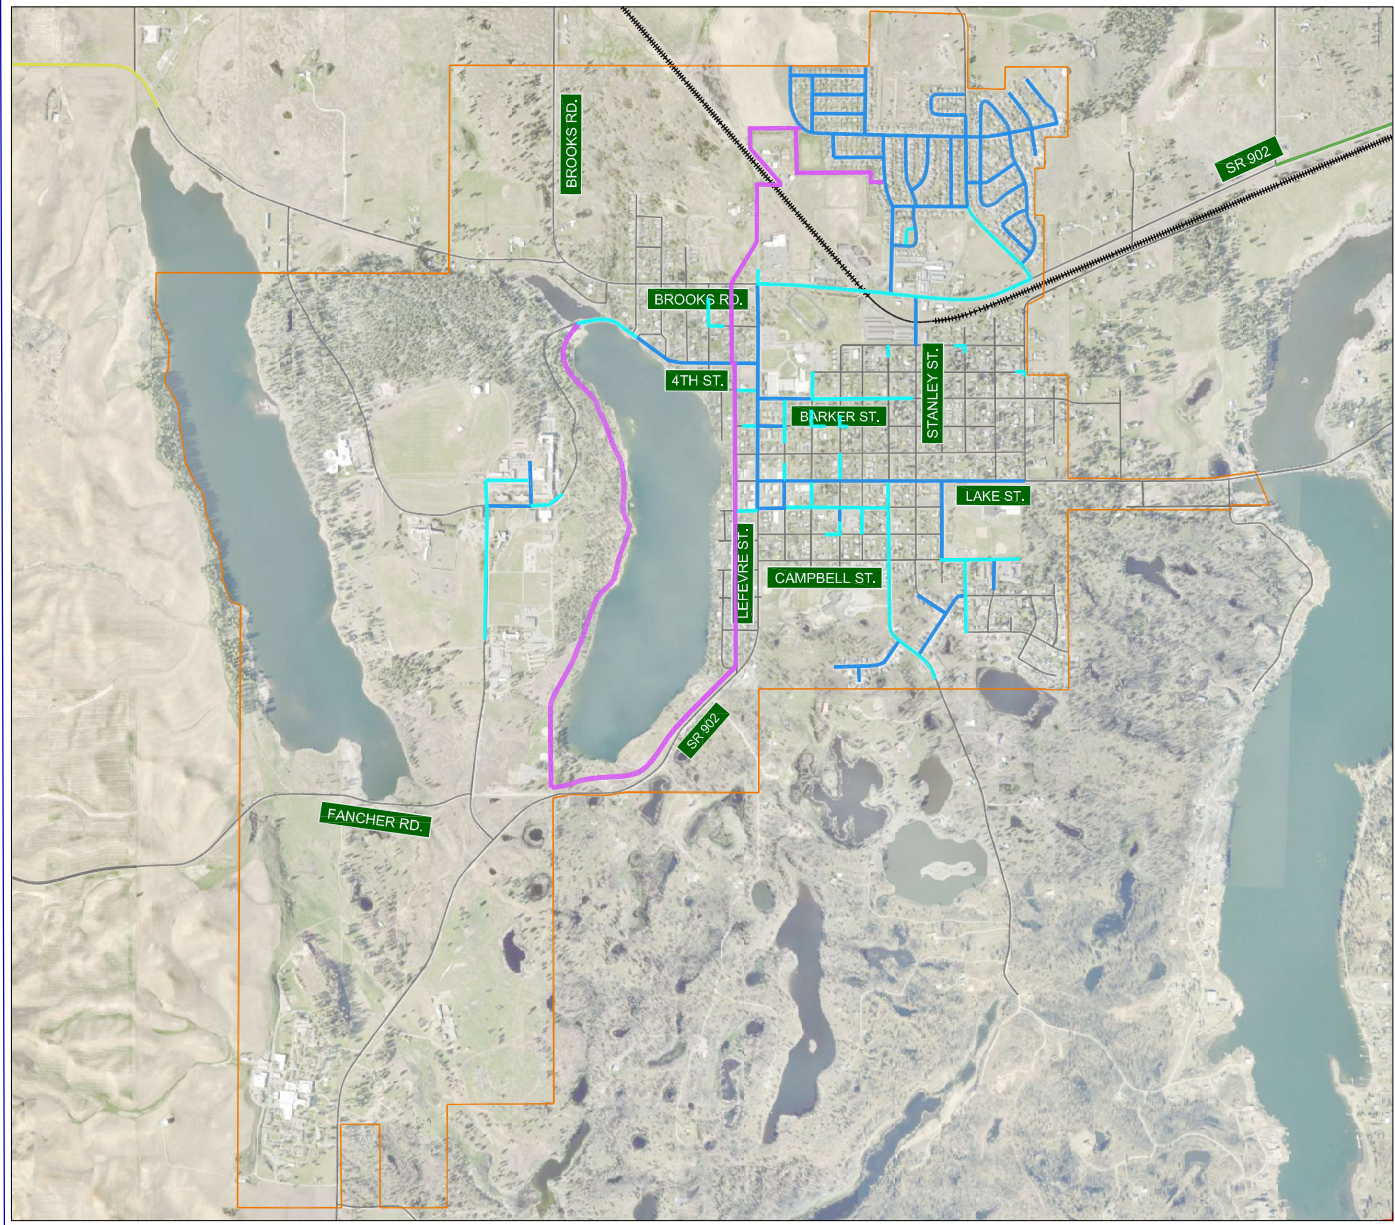 BROOKS RD.
SR 902
BROOKS RD.
4TH ST.
STANLEY ST.
BARKER ST.
LAKE ST.
LEFEVRE ST.
CAMPBELL ST.
SR 902
FANCHER RD.